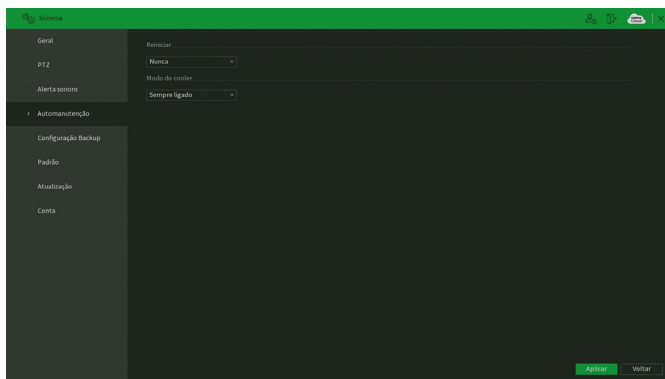 Sistema
Geral
PTZ
Alerta sonoro
Automanutenção
Configuração Backup
Padrão
Atualização
Conta
Reiniciar
Nunca
Modo do cooler
Sempre ligado
Aplicar
Voltar